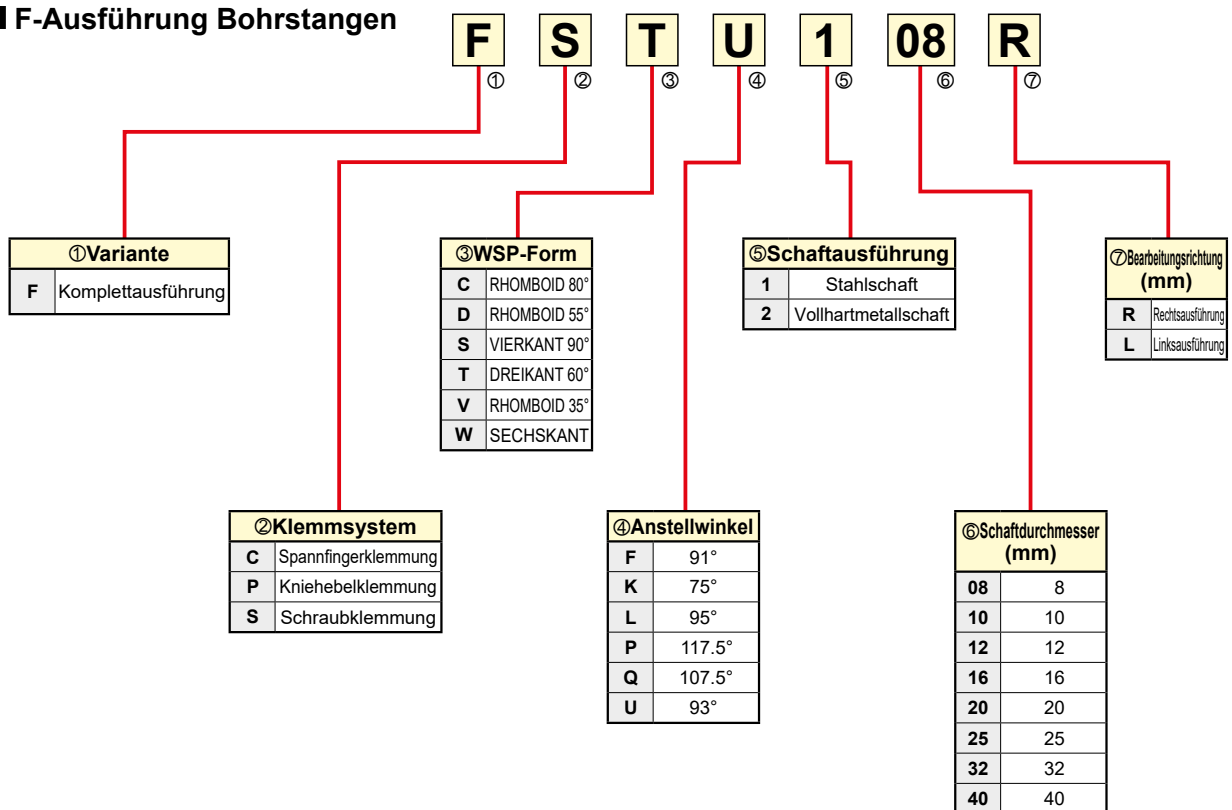 F-Ausführung Bohrstangen
F S T U 1 08 R
① ② ③ ④ ⑤ ⑥ ⑦
①Variante
F Komplettausführung
③WSP-Form
C RHOMBOID 80°
D RHOMBOID 55°
S VIERKANT 90°
T DREIKANT 60°
V RHOMBOID 35°
W SECHSKANT
⑤Schaftausführung
1 Stahlschaft
2 Vollhartmetallschaft
⑦Bearbeitungsrichtung
(mm)
R Rechtsausführung
L Linksausführung
②Klemmsystem
C Spannfingerklemmung
P Kniehebelklemmung
S Schraubklemmung
④Anstellwinkel
F 91°
K 75°
L 95°
P 117.5°
Q 107.5°
U 93°
⑥Schaftdurchmesser
(mm)
08 8
10 10
12 12
16 16
20 20
25 25
32 32
40 40